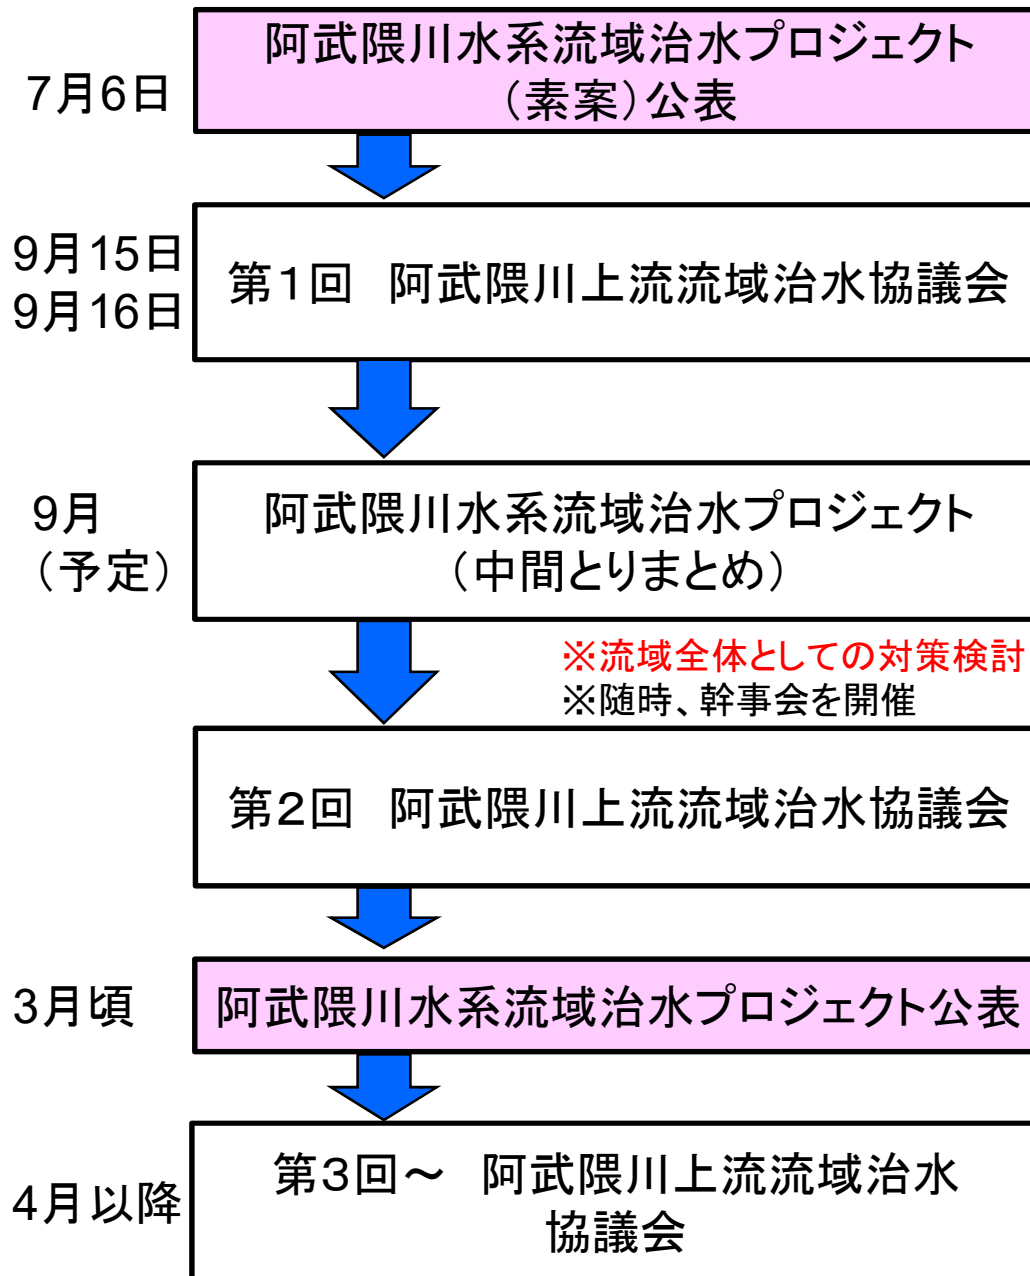 7月6日
阿武隈川水系流域治水プロジェクト
（素案）公表
9月15日
9月16日
第１回　阿武隈川上流流域治水協議会
9月
（予定）
阿武隈川水系流域治水プロジェクト
（中間とりまとめ）
※流域全体としての対策検討
※随時、幹事会を開催
第２回　阿武隈川上流流域治水協議会
3月頃
阿武隈川水系流域治水プロジェクト公表
4月以降
第３回～　阿武隈川上流流域治水
協議会